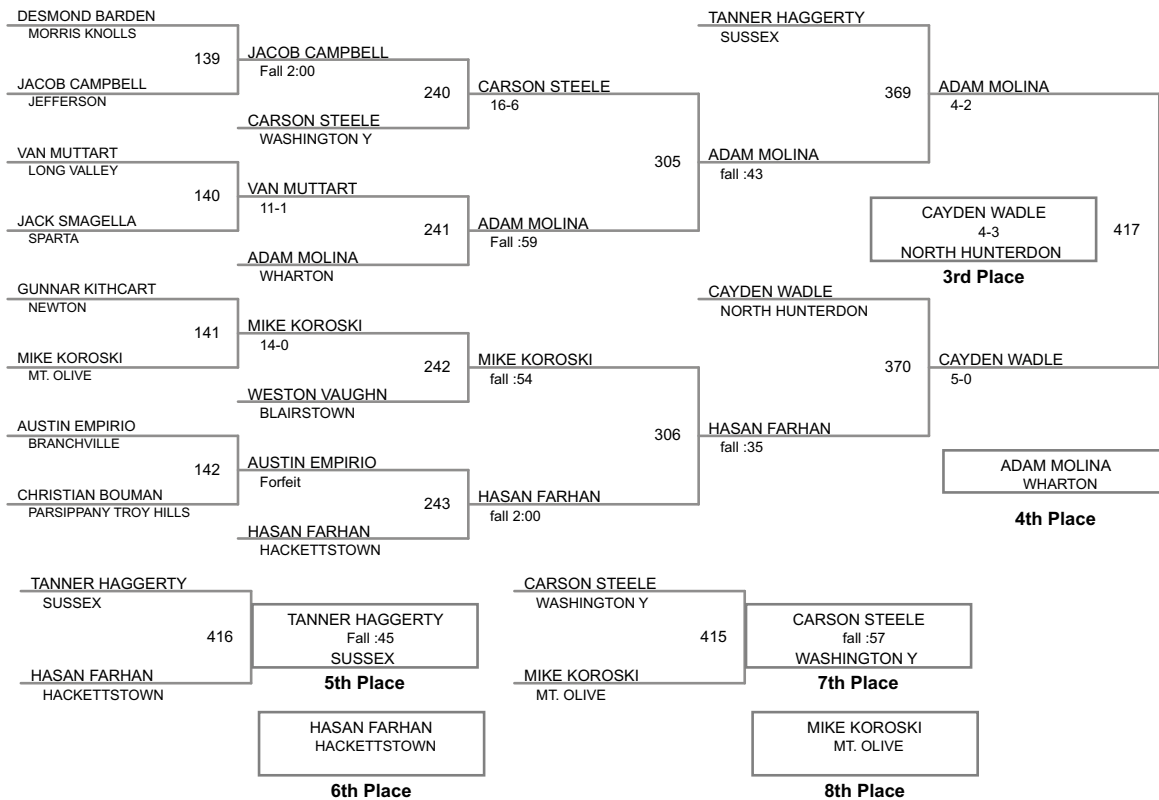 DESMOND BARDEN
MORRIS KNOLLS
139
JACOB CAMPBELL
JEFFERSON
JACOB CAMPBELL
Fall 2:00
240
CARSON STEELE
WASHINGTON Y
CARSON STEELE
16-6
VAN MUTTART
LONG VALLEY
140
JACK SMAGELLA
SPARTA
VAN MUTTART
11-1
241
ADAM MOLINA
WHARTON
ADAM MOLINA
Fall :59
305
ADAM MOLINA
fall :43
TANNER HAGGERTY
SUSSEX
369
ADAM MOLINA
4-2
GUNNAR KITHCART
NEWTON
141
MIKE KOROSKI
MT. OLIVE
MIKE KOROSKI
14-0
242
WESTON VAUGHN
BLAIRSTOWN
MIKE KOROSKI
fall :54
AUSTIN EMPIRIO
BRANCHVILLE
142
CHRISTIAN BOUMAN
PARSIPPANY TROY HILLS
AUSTIN EMPIRIO
Forfeit
243
HASAN FARHAN
HACKETTSTOWN
HASAN FARHAN
fall 2:00
306
HASAN FARHAN
fall :35
CAYDEN WADLE
NORTH HUNTERDON
370
CAYDEN WADLE
5-0
417
CAYDEN WADLE
4-3
NORTH HUNTERDON
3rd Place
ADAM MOLINA
WHARTON
4th Place
TANNER HAGGERTY
SUSSEX
416
HASAN FARHAN
HACKETTSTOWN
TANNER HAGGERTY
Fall :45
SUSSEX
5th Place
HASAN FARHAN
HACKETTSTOWN
6th Place
CARSON STEELE
WASHINGTON Y
415
MIKE KOROSKI
MT. OLIVE
CARSON STEELE
fall :57
WASHINGTON Y
7th Place
MIKE KOROSKI
MT. OLIVE
8th Place